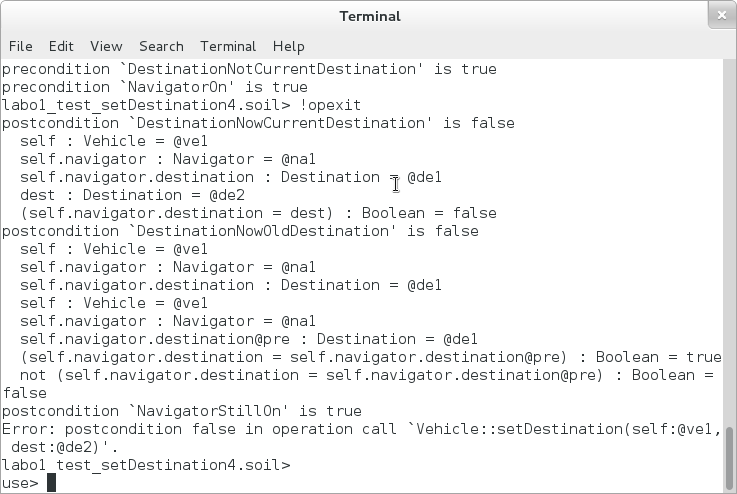 Terminal
File Edit View Search Terminal Help
precondition `DestinationNotCurrentDestination' is true
precondition `NavigatorOn' is true
labo1_test_setDestination4.soil> !opexit
postcondition `DestinationNowCurrentDestination' is false
  self : Vehicle = @ve1
  self.navigator : Navigator = @na1
  self.navigator.destination : Destination = @de1
  dest : Destination = @de2
  (self.navigator.destination = dest) : Boolean = false
postcondition `DestinationNowOldDestination' is false
  self : Vehicle = @ve1
  self.navigator : Navigator = @na1
  self.navigator.destination : Destination = @de1
  self : Vehicle = @ve1
  self.navigator : Navigator = @na1
  self.navigator.destination@pre : Destination = @de1
  (self.navigator.destination = self.navigator.destination@pre) : Boolean = true
  not (self.navigator.destination = self.navigator.destination@pre) : Boolean =
false
postcondition `NavigatorStillOn' is true
Error: postcondition false in operation call `Vehicle::setDestination(self:@ve1,
 dest:@de2)'.
labo1_test_setDestination4.soil>
use>